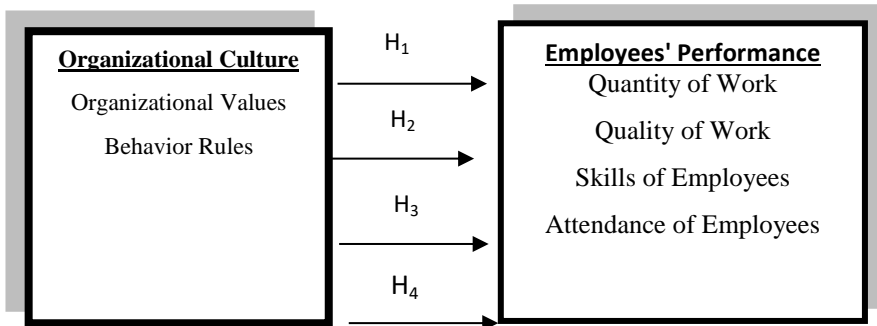 Organizational Culture
Organizational Values
Behavior Rules
H₁
H₂
H₃
H₄
Employees' Performance
Quantity of Work
Quality of Work
Skills of Employees
Attendance of Employees